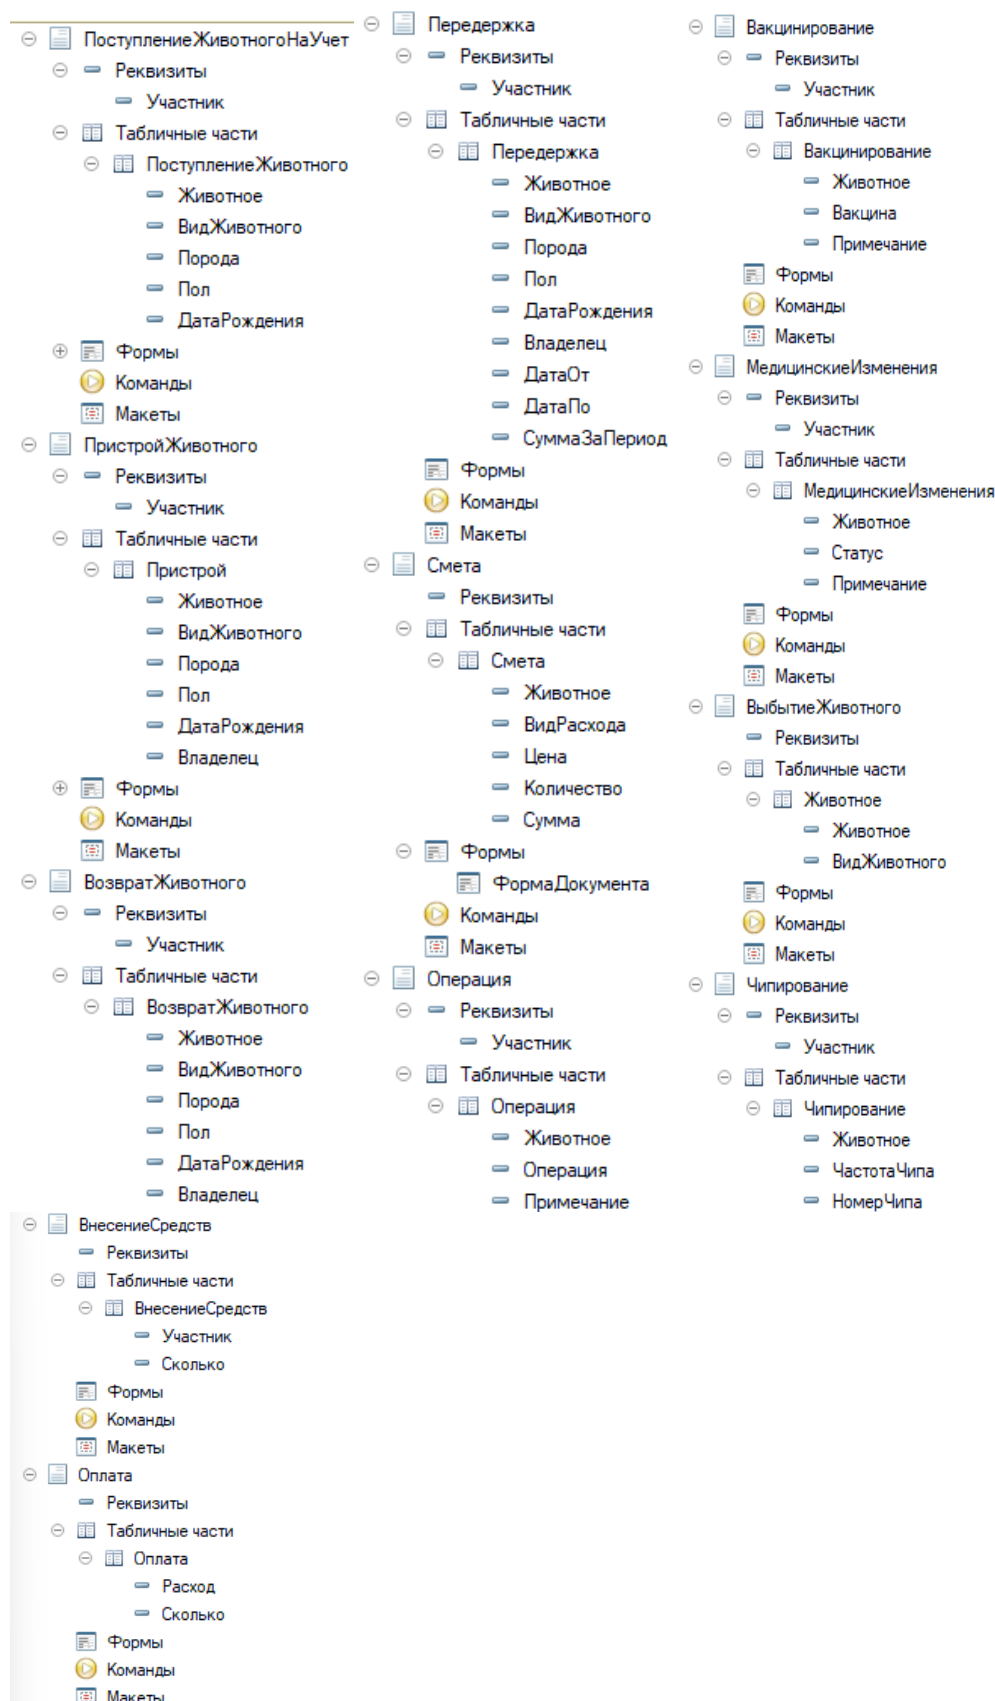 ПоступлениеЖивотногоНаУчет
Реквизиты
Участник
Табличные части
ПоступлениеЖивотного
Животное
ВидЖивотного
Порода
Пол
ДатаРождения
Формы
Команды
Макеты
ПристройЖивотного
Реквизиты
Участник
Табличные части
Пристрой
Животное
ВидЖивотного
Порода
Пол
ДатаРождения
Владелец
Формы
Команды
Макеты
ВозвратЖивотного
Реквизиты
Участник
Табличные части
ВозвратЖивотного
Животное
ВидЖивотного
Порода
Пол
ДатаРождения
Владелец
ВнесениеСредств
Реквизиты
Табличные части
ВнесениеСредств
Участник
Сколько
Формы
Команды
Макеты
Оплата
Реквизиты
Табличные части
Оплата
Расход
Сколько
Формы
Команды
Макеты
Передержка
Реквизиты
Участник
Табличные части
Передержка
Животное
ВидЖивотного
Порода
Пол
ДатаРождения
Владелец
ДатаОт
ДатаПо
СуммаЗаПериод
Формы
Команды
Макеты
Смета
Реквизиты
Табличные части
Смета
Животное
ВидРасхода
Цена
Количество
Сумма
Формы
ФормаДокумента
Команды
Макеты
Операция
Реквизиты
Участник
Табличные части
Операция
Животное
Операция
Примечание
Вакцинирование
Реквизиты
Участник
Табличные части
Вакцинирование
Животное
Вакцина
Примечание
Формы
Команды
Макеты
МедицинскиеИзменения
Реквизиты
Участник
Табличные части
МедицинскиеИзменения
Животное
Статус
Примечание
Формы
Команды
Макеты
ВыбытиеЖивотного
Реквизиты
Табличные части
Животное
Животное
ВидЖивотного
Формы
Команды
Макеты
Чипирование
Реквизиты
Участник
Табличные части
Чипирование
Животное
ЧастотаЧипа
НомерЧипа